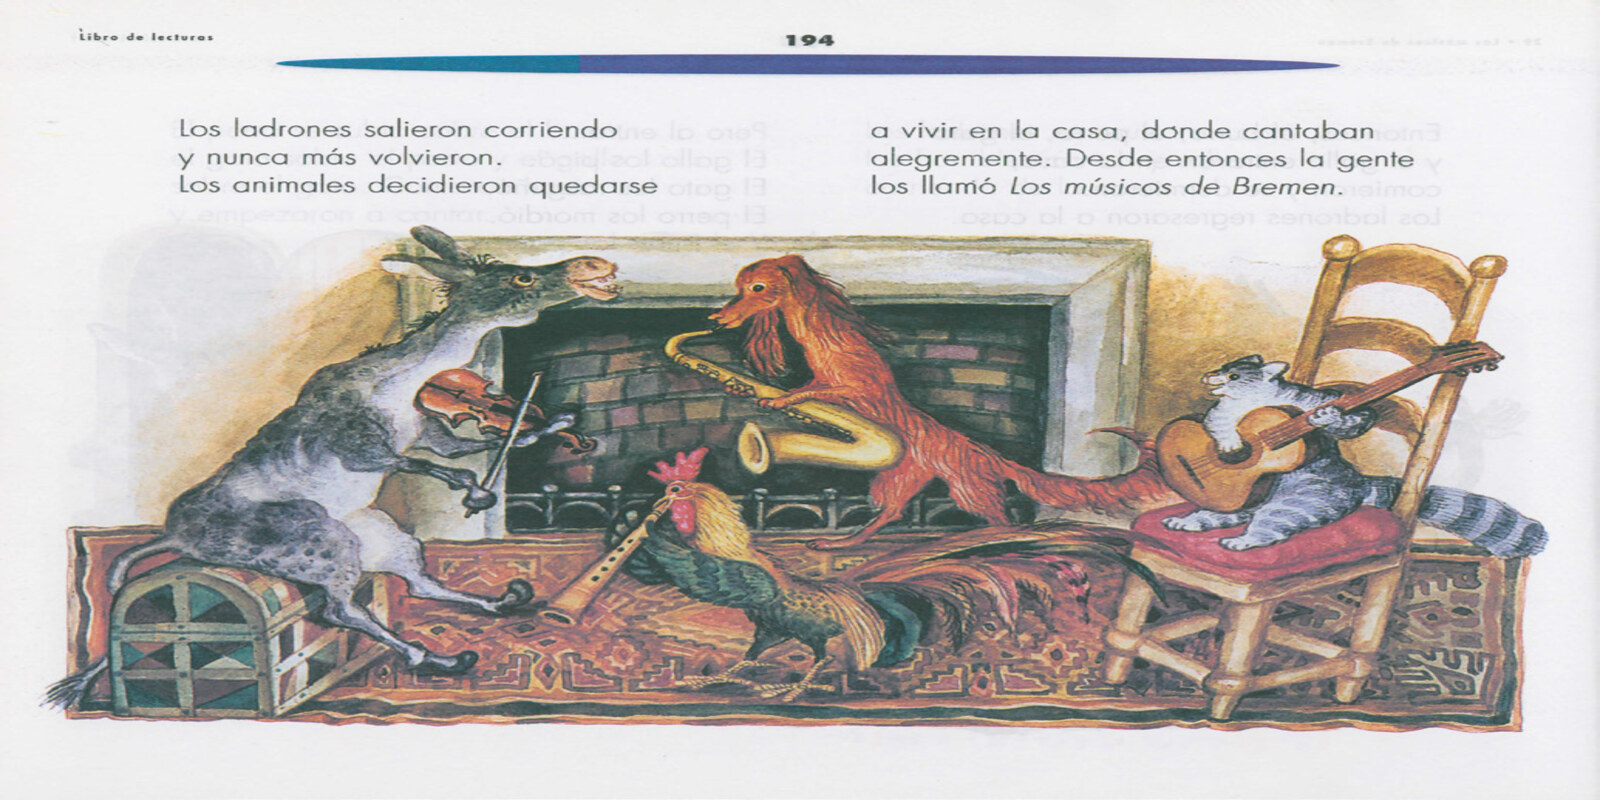 Libro de lecturas
194
Los ladrones salieron corriendo
y nunca más volvieron.
Los animales decidieron quedarse
a vivir en la casa, dónde cantaban
alegremente. Desde entonces la gente
los llamó Los músicos de Bremen.